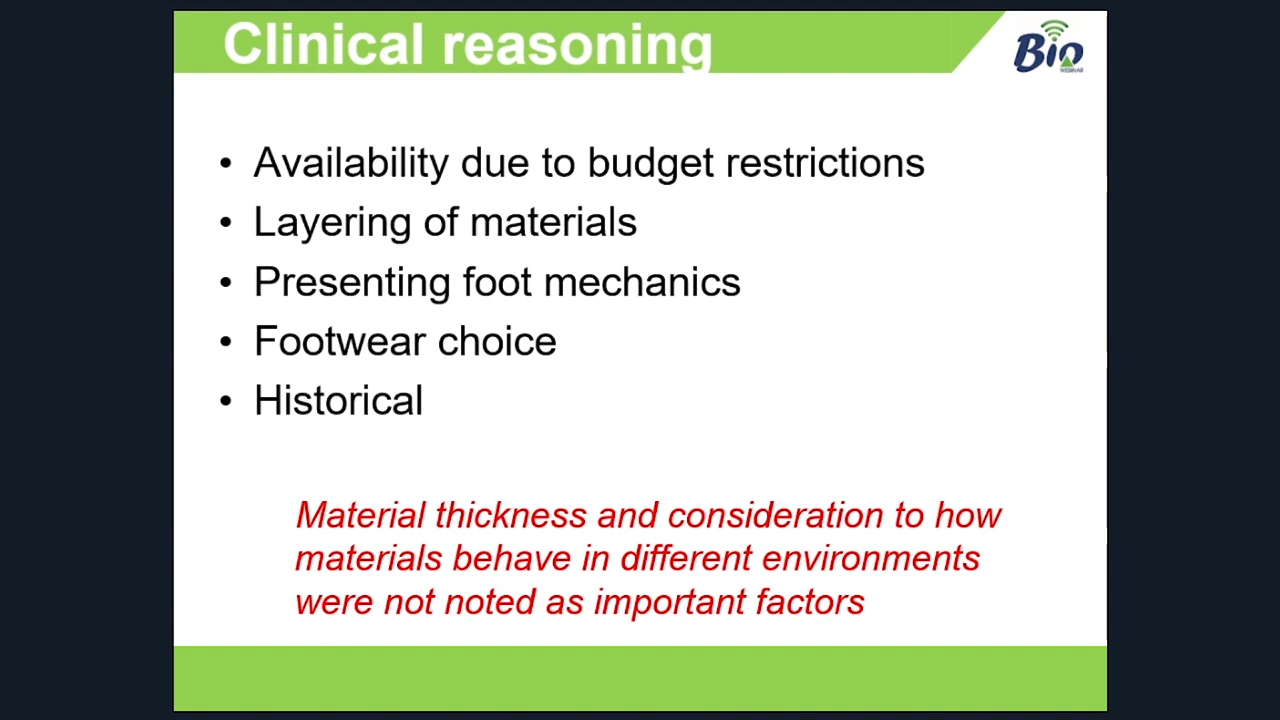 Clinical reasoning
Bio
WEBINAR
• Availability due to budget restrictions
• Layering of materials
• Presenting foot mechanics
• Footwear choice
• Historical
Material thickness and consideration to how
materials behave in different environments
were not noted as important factors